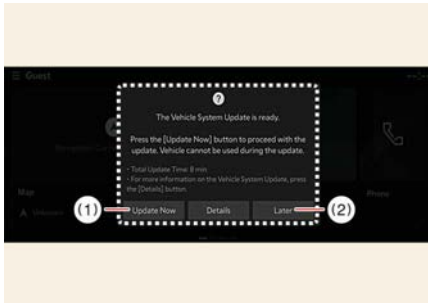 Guest
?
The Vehicle System Update is ready.
Press the [Update Now] button to proceed with the
update. Vehicle cannot be used during the update.
- Total Update Time: 8 min
- For more information on the Vehicle System Update, press
the [Details] button.
Map
Phone
(1) Update Now Details Later (2)